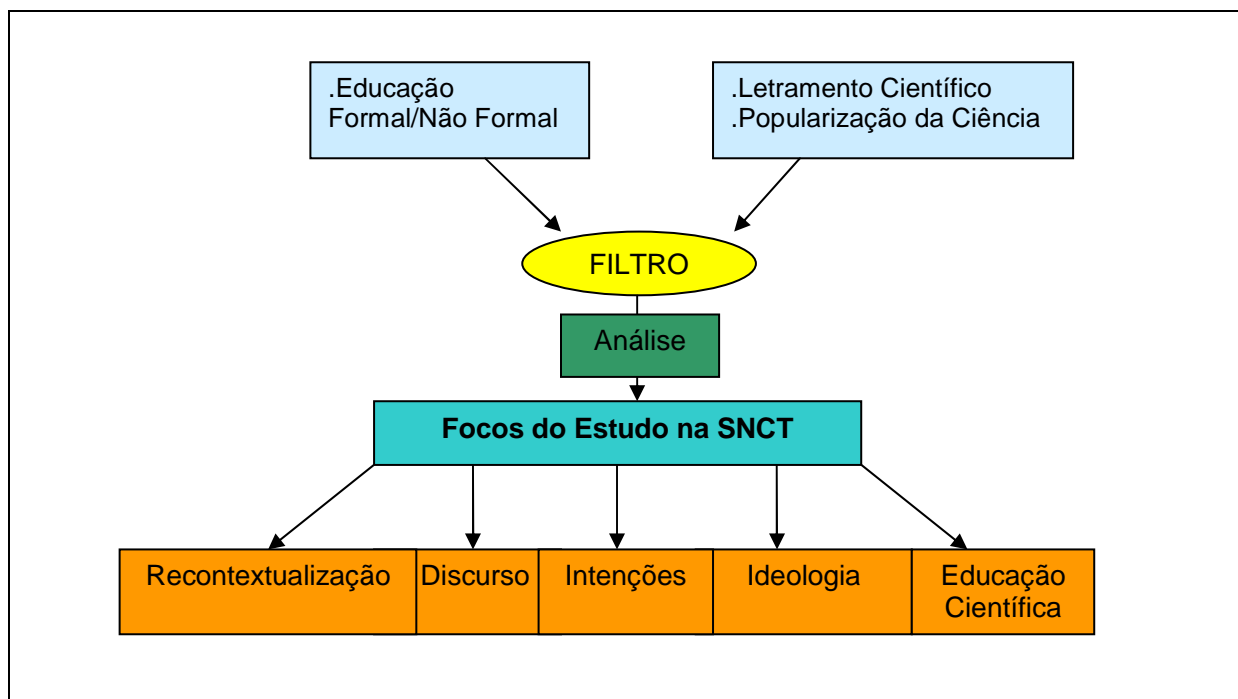 .Educação
Formal/Não Formal
.Letramento Científico
.Popularização da Ciência
FILTRO
Análise
Focos do Estudo na SNCT
Recontextualização
Discurso
Intenções
Ideologia
Educação
Científica